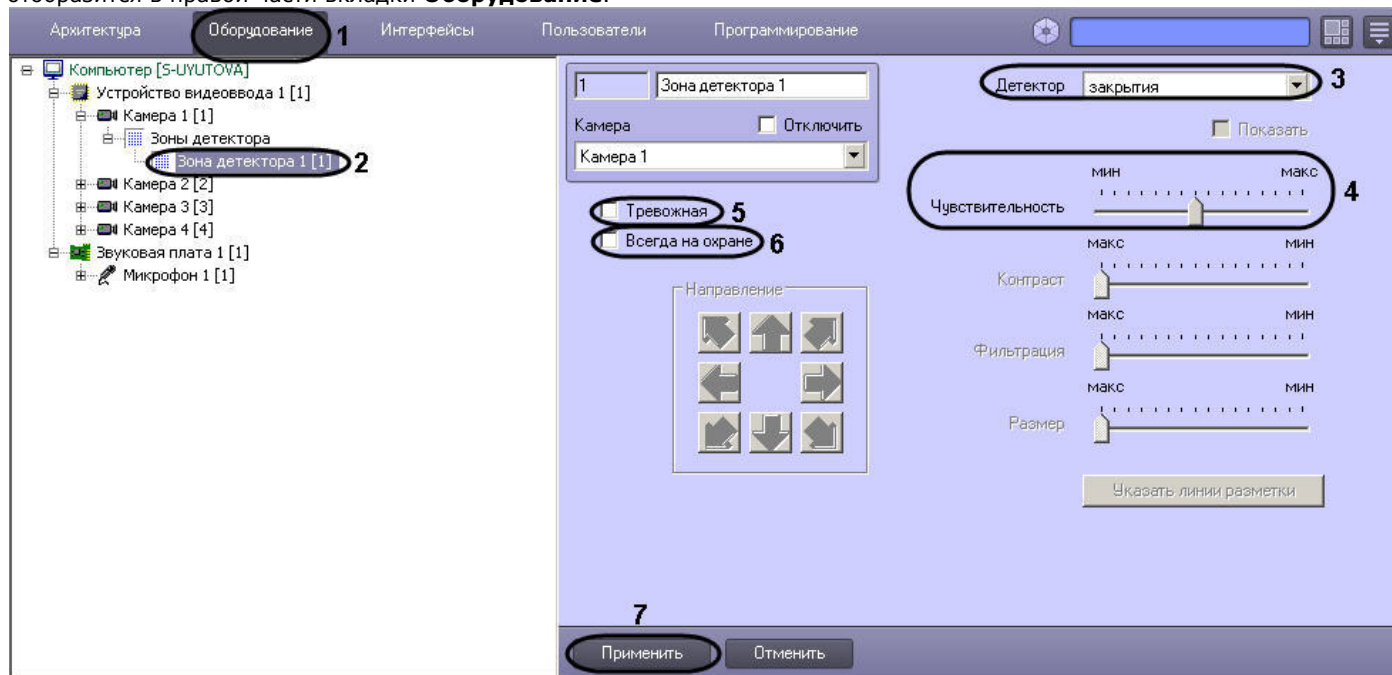 отобразится в правой части вкладки Оборудование.
Архитектура Оборудование 1 Интерфейсы Пользователи Программирование
Компьютер [S-UYUTOVA]
Устройство видеоввода 1 [1]
Камера 1 [1]
Зоны детектора
Зона детектора 1 [1] 2
Камера 2 [2]
Камера 3 [3]
Камера 4 [4]
Звуковая плата 1 [1]
Микрофон 1 [1]
1 Зона детектора 1
Камера Отключить
Камера 1
Тревожная 5
Всегда на охране 6
Направление
Детектор закрытия 3
Показать
мин макс
Чувствительность 4
макс мин
Контраст
макс мин
Фильтрация
макс мин
Размер
Указать линии разметки
7
Применить Отменить